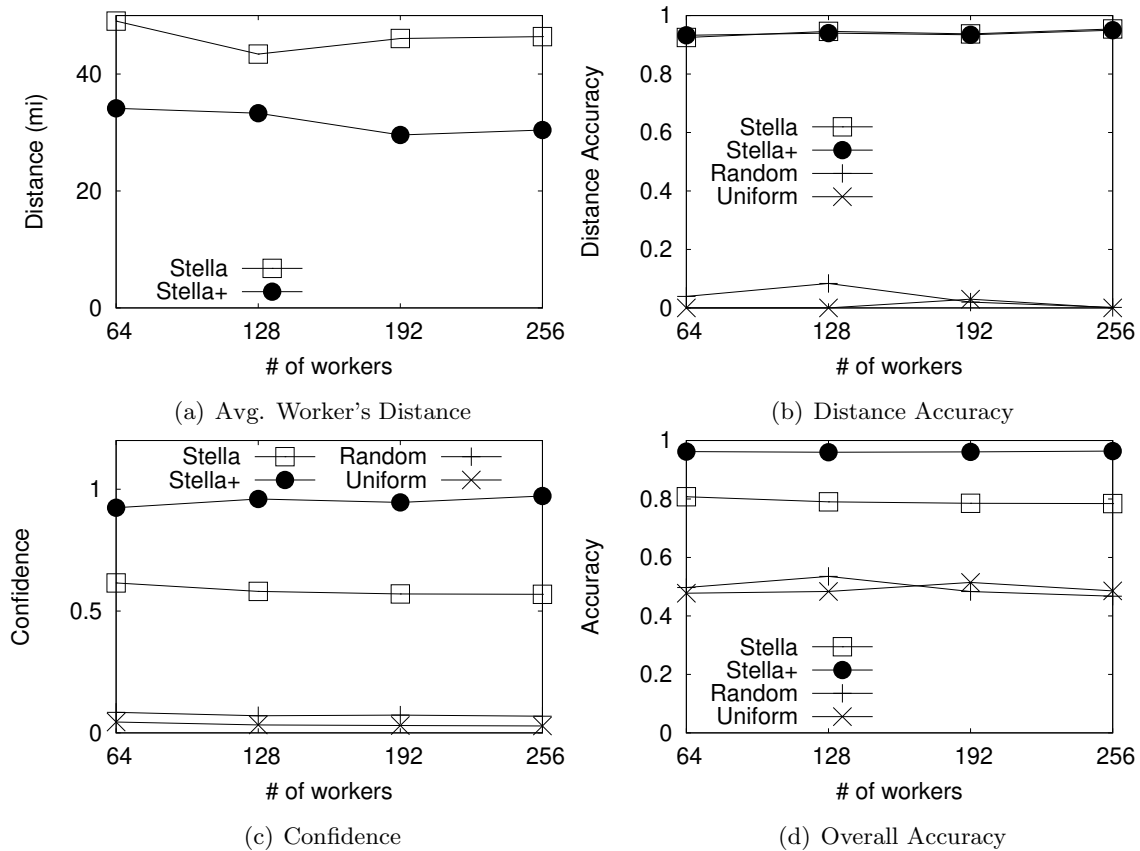 40
20
0
64 128 192 256
Distance (mi)
# of workers
Stella
Stella+
(a) Avg. Worker's Distance
1
0.8
0.6
0.4
0.2
0
64 128 192 256
Distance Accuracy
# of workers
Stella
Stella+
Random
Uniform
(b) Distance Accuracy
1
0.5
0
64 128 192 256
Confidence
# of workers
Stella Random
Stella+ Uniform
(c) Confidence
1
0.8
0.6
0.4
0.2
0
64 128 192 256
Accuracy
# of workers
Stella
Stella+
Random
Uniform
(d) Overall Accuracy